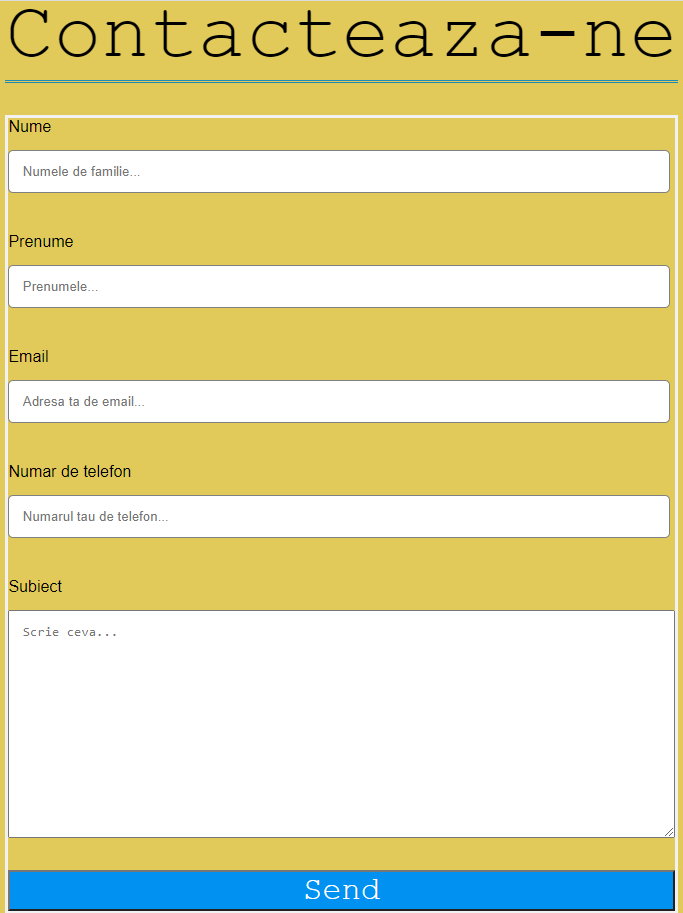 Contacteaza-ne
Nume
Numele de familie...
Prenume
Prenumele...
Email
Adresa ta de email...
Numar de telefon
Numarul tau de telefon...
Subiect
Scrie ceva...
Send